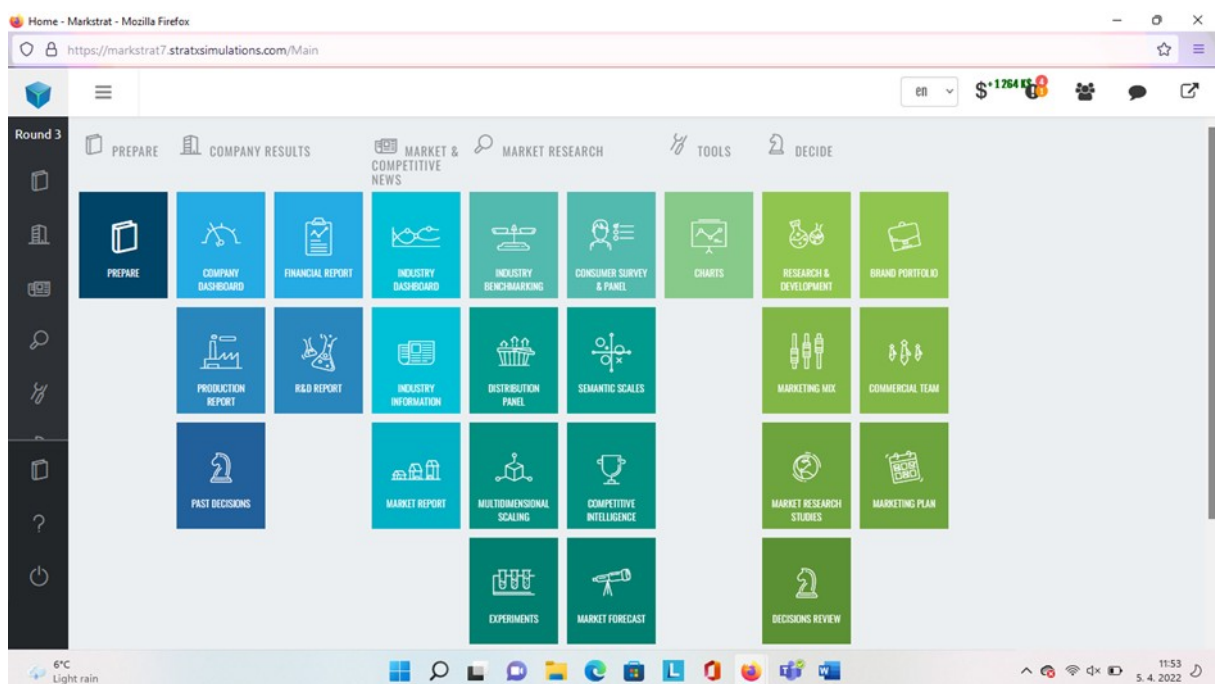 Home - Markstrat - Mozilla Firefox
https://markstrat7.stratxsimulations.com/Main
en
$+1 264 K$
Round 3
PREPARE
COMPANY RESULTS
MARKET &
COMPETITIVE
NEWS
MARKET RESEARCH
TOOLS
DECIDE
PREPARE
COMPANY
DASHBOARD
FINANCIAL REPORT
INDUSTRY
DASHBOARD
INDUSTRY
BENCHMARKING
CONSUMER SURVEY
& PANEL
CHARTS
RESEARCH &
DEVELOPMENT
BRAND PORTFOLIO
PRODUCTION
REPORT
R&D REPORT
INDUSTRY
INFORMATION
DISTRIBUTION
PANEL
SEMANTIC SCALES
MARKETING MIX
COMMERCIAL TEAM
PAST DECISIONS
MARKET REPORT
MULTIDIMENSIONAL
SCALING
COMPETITIVE
INTELLIGENCE
MARKET RESEARCH
STUDIES
MARKETING PLAN
EXPERIMENTS
MARKET FORECAST
DECISIONS REVIEW
6°C
Light rain
11:53
5. 4. 2022